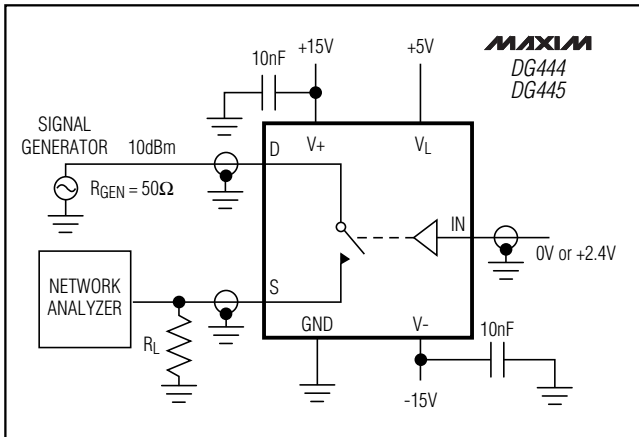 +15V
+5V
MAXIM
DG444
DG445
10nF
SIGNAL
GENERATOR
10dBm
D
V+
VL
RGEN = 50Ω
IN
0V or +2.4V
NETWORK
ANALYZER
S
GND
V-
10nF
RL
-15V